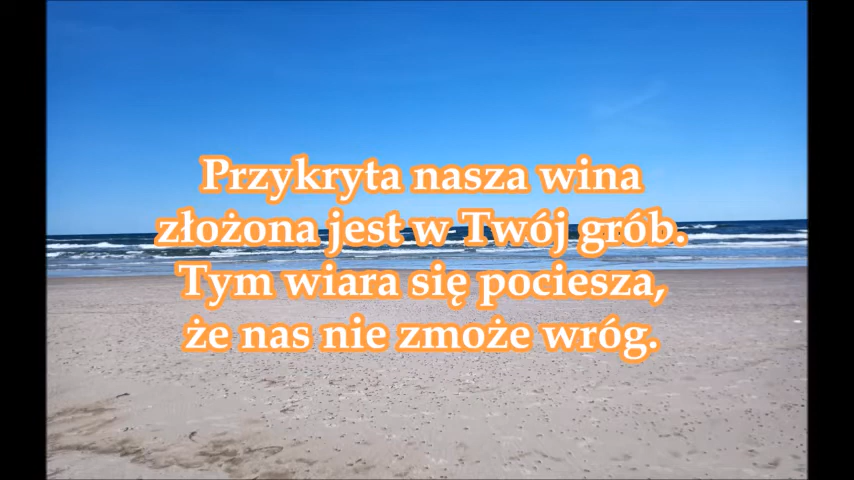 Przykryta nasza wina
złożona jest w Twój grób.
Tym wiara się pociesza,
że nas nie zmoże wróg.